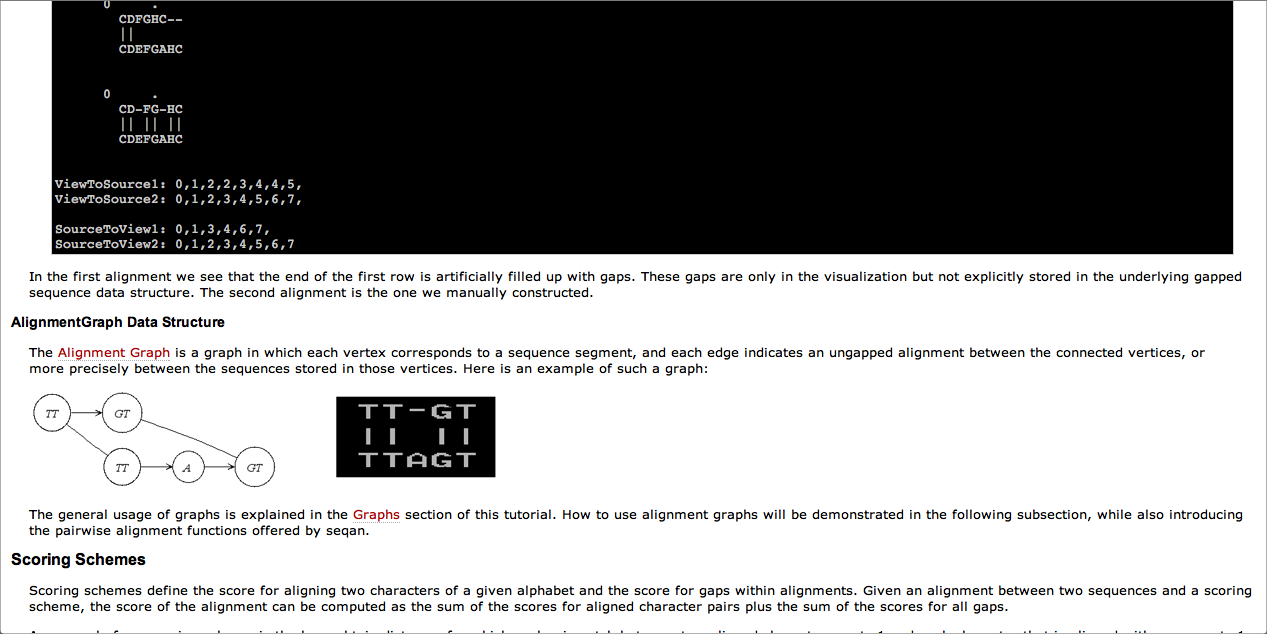 0 .
CDFGHC--
||
CDEFGAHC
0 .
CD-FG-HC
|| || ||
CDEFGAHC
ViewToSource1: 0,1,2,2,3,4,4,5,
ViewToSource2: 0,1,2,3,4,5,6,7,
SourceToView1: 0,1,3,4,6,7,
SourceToView2: 0,1,2,3,4,5,6,7
In the first alignment we see that the end of the first row is artificially filled up with gaps. These gaps are only in the visualization but not explicitly stored in the underlying gapped
sequence data structure. The second alignment is the one we manually constructed.
AlignmentGraph Data Structure
The Alignment Graph is a graph in which each vertex corresponds to a sequence segment, and each edge indicates an ungapped alignment between the connected vertices, or
more precisely between the sequences stored in those vertices. Here is an example of such a graph:
TT GT
TT A GT
TT-GT
|| ||
TTAGT
The general usage of graphs is explained in the Graphs section of this tutorial. How to use alignment graphs will be demonstrated in the following subsection, while also introducing
the pairwise alignment functions offered by seqan.
Scoring Schemes
Scoring schemes define the score for aligning two characters of a given alphabet and the score for gaps within alignments. Given an alignment between two sequences and a scoring
scheme, the score of the alignment can be computed as the sum of the scores for aligned character pairs plus the sum of the scores for all gaps.